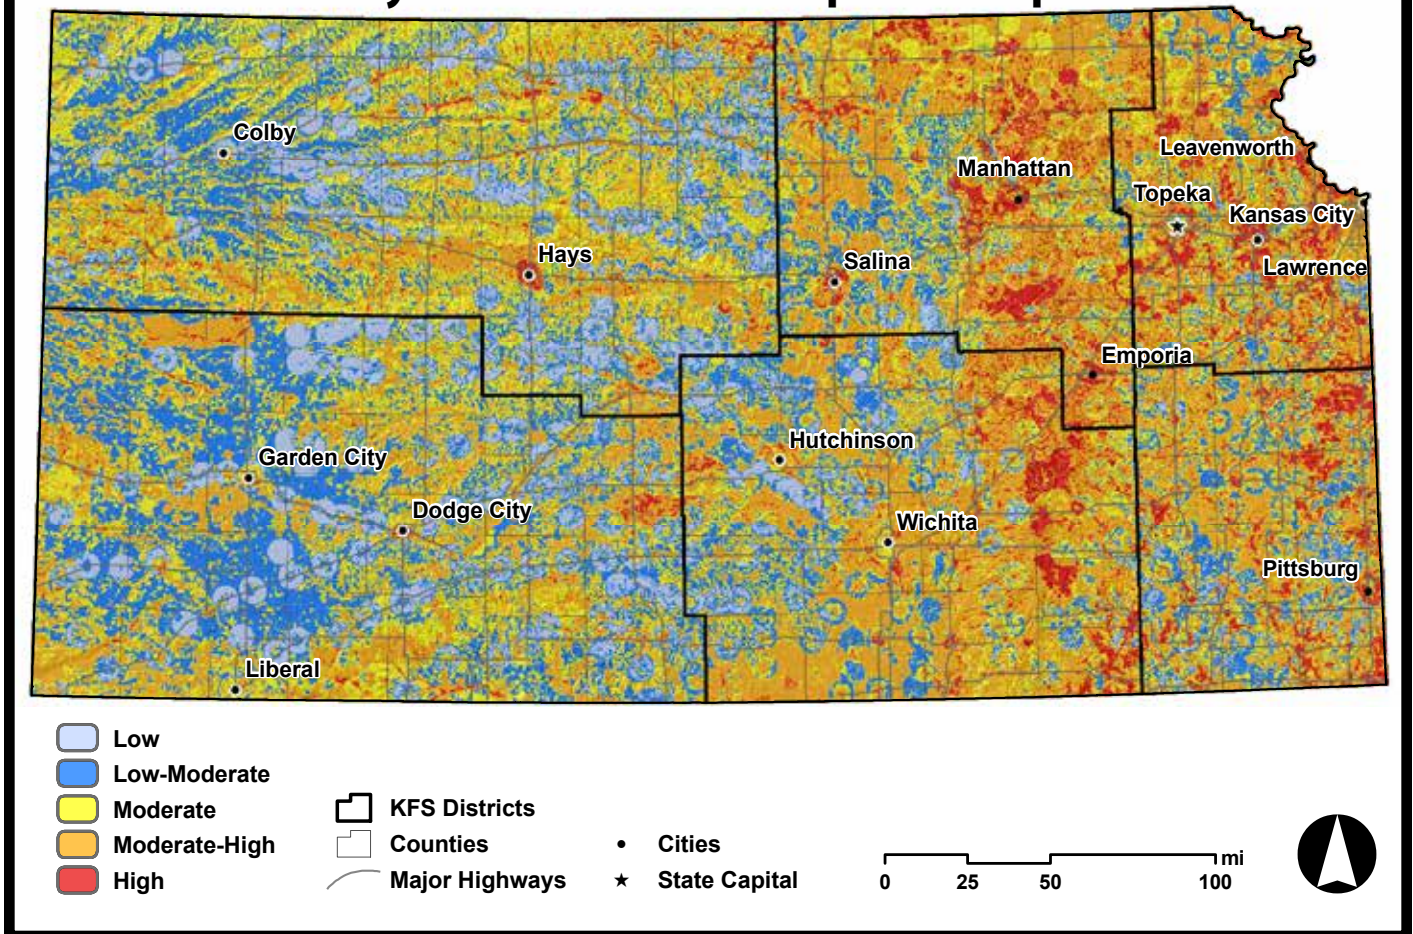 Colby
Leavenworth
Manhattan
Topeka
Kansas City
Hays
Salina
Lawrence
Emporia
Hutchinson
Garden City
Dodge City
Wichita
Pittsburg
Liberal
Low
Low-Moderate
Moderate
Moderate-High
High
KFS Districts
Counties
Major Highways
Cities
State Capital
mi
0 25 50 100